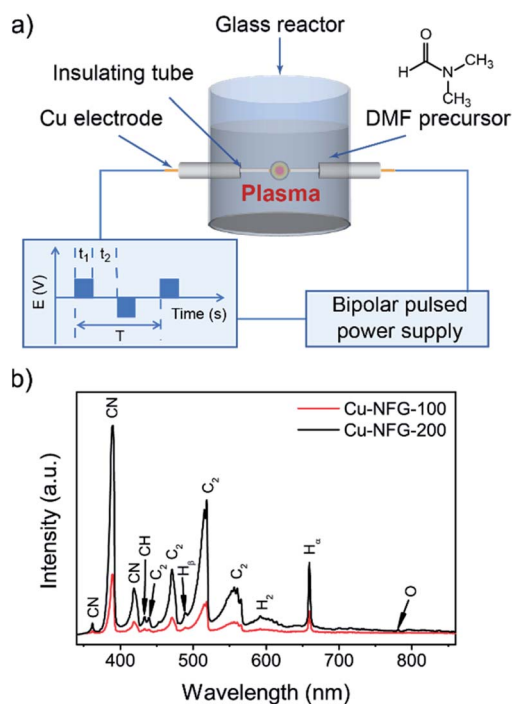 a)
Glass reactor
Insulating tube
Cu electrode
O
H
N
CH₃
CH₃
DMF precursor
Plasma
t₁ t₂
E (V)
Time (s)
T
Bipolar pulsed
power supply
b)
Cu-NFG-100
Cu-NFG-200
CN
CN
CN
CH
C₂
C₂
Hβ
C₂
C₂
H₂
Hα
O
Intensity (a.u.)
400 500 600 700 800
Wavelength (nm)